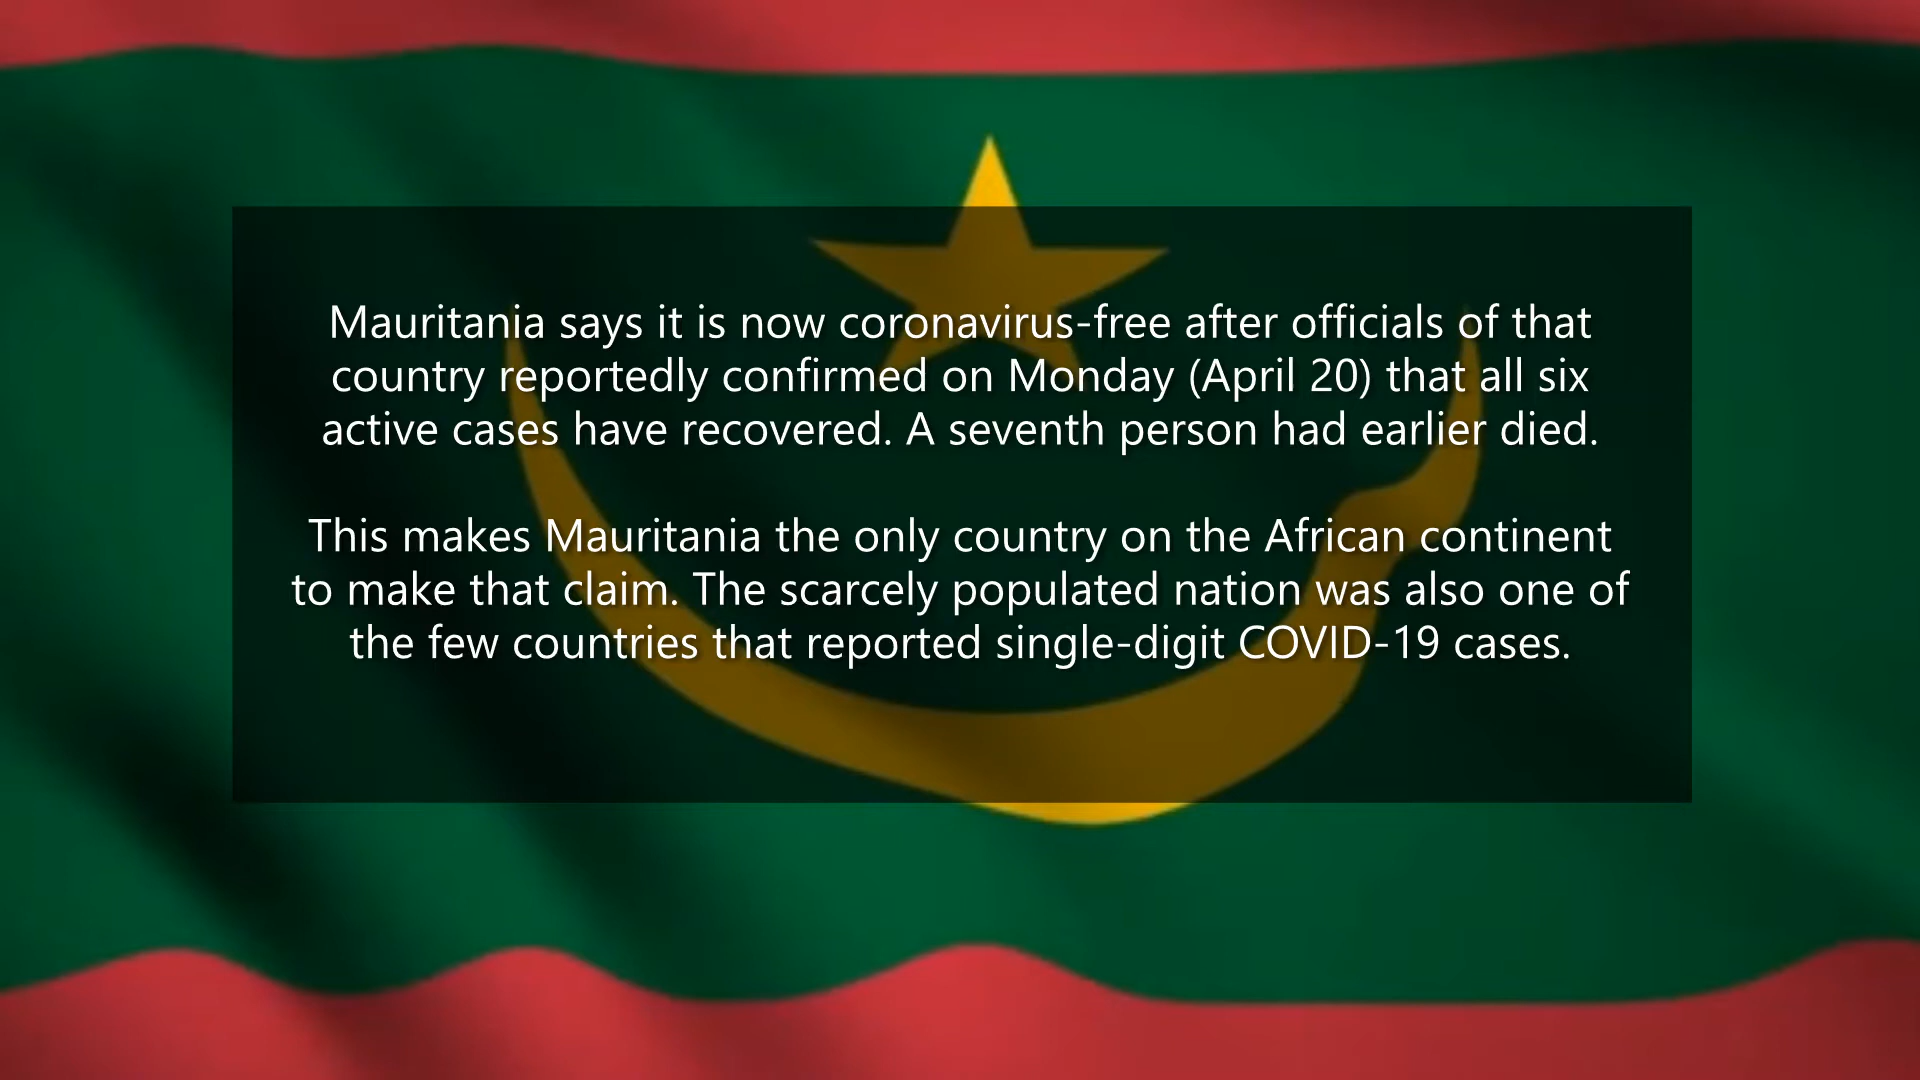 Mauritania says it is now coronavirus-free after officials of that
country reportedly confirmed on Monday (April 20) that all six
active cases have recovered. A seventh person had earlier died.
This makes Mauritania the only country on the African continent
to make that claim. The scarcely populated nation was also one of
the few countries that reported single-digit COVID-19 cases.